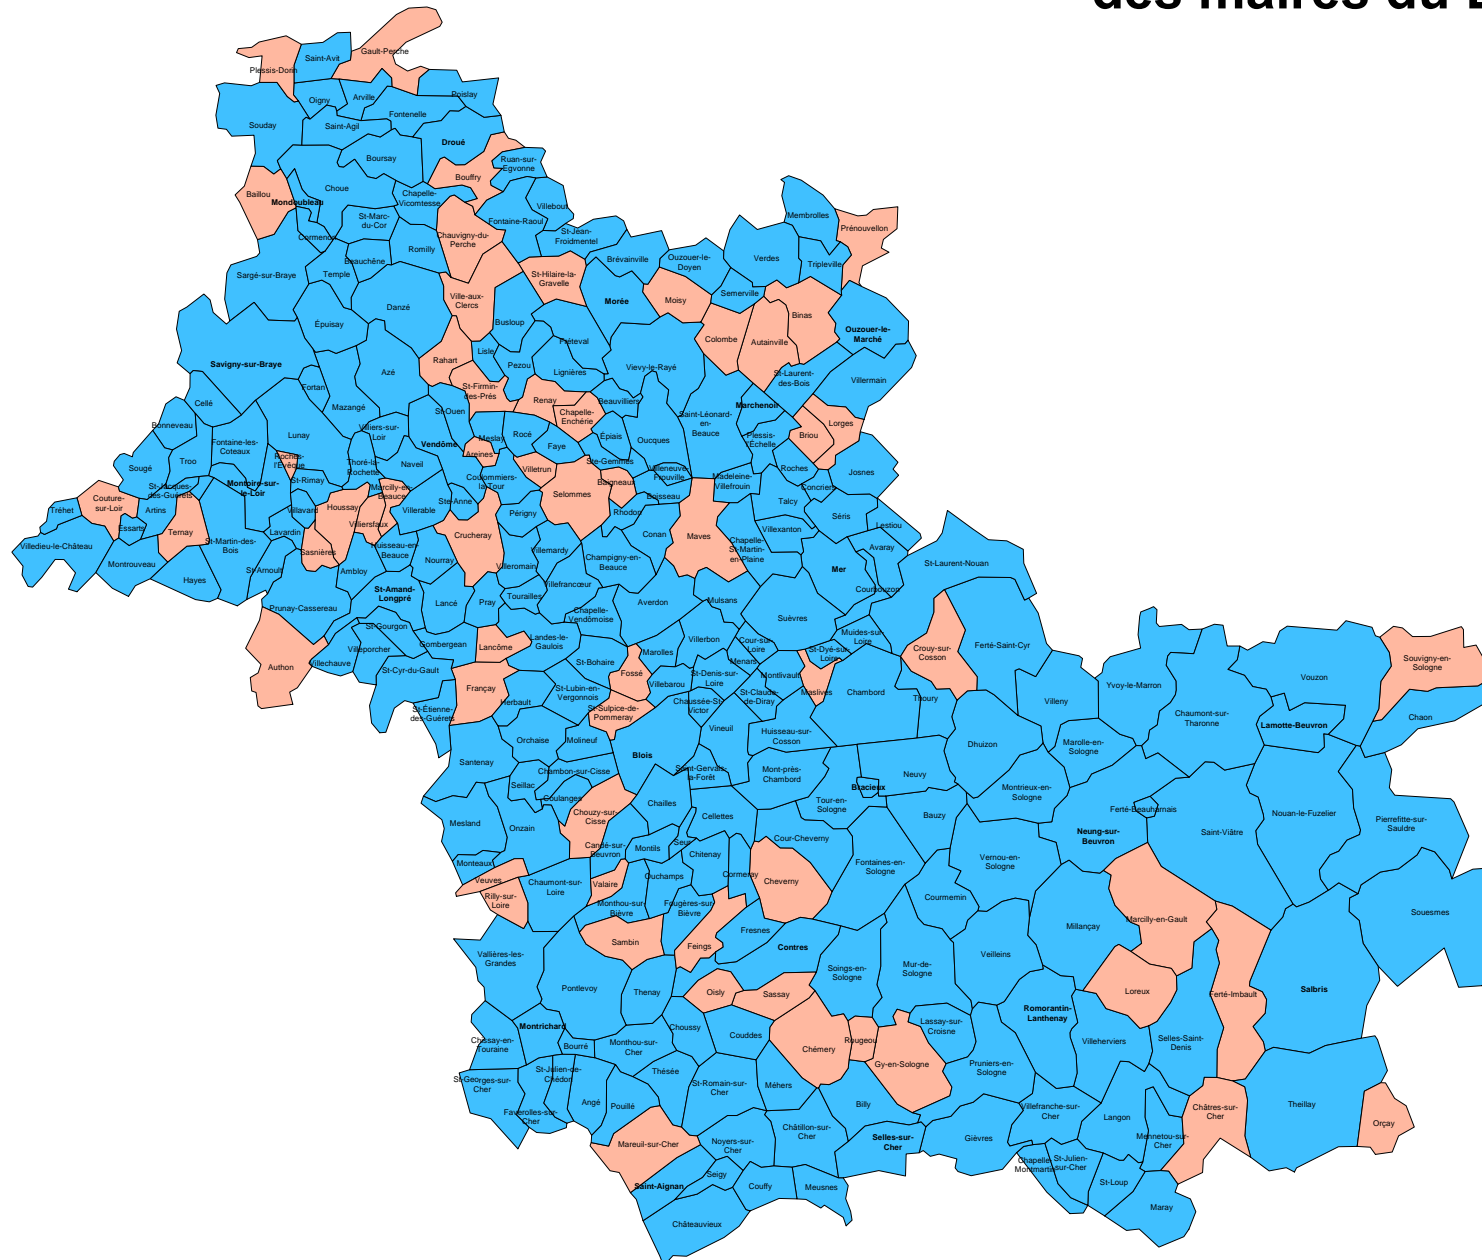 des maires du L
Gault-Perche
Saint-Avit
Plessis-Dorin
Oigny
Arville
Poislay
Fontenelle
Souday
Saint-Agil
Droué
Boursay
Ruan-sur-
Egvonne
Bouffry
Baillou
Choue
Mondoubleau
Chapelle-
Vicomtesse
Villebout
St-Marc-
du-Cor
Fontaine-Raoul
Membrolles
Prénouvellon
Cormenon
Chauvigny-du-
Perche
St-Jean-
Froidmentel
Romilly
Beauchêne
Brévainville
Ouzouer-le-
Doyen
Verdes
Tripleville
Sargé-sur-Braye
Temple
St-Hilaire-la-
Gravelle
Semerville
Ville-aux-
Clercs
Morée
Moisy
Danzé
Busloup
Binas
Épuisay
Ouzouer-le-
Marché
Colombe
Autainville
Fréteval
Lisle
Rahart
Savigny-sur-Braye
Pezou
Lignières
Vievy-le-Rayé
Azé
St-Laurent-
des-Bois
Villermain
Fortan
St-Firmin-
des-Prés
Renay
Beauvilliers
Cellé
Mazangé
St-Ouen
Chapelle-
Enchérie
Saint-Léonard-
en-
Beauce
Marchenoir
Lorges
Bonneveau
Villiers-sur-
Loir
Briou
Lunay
Fontaine-les-
Coteaux
Vendôme
Meslay
Rocé
Épiais
Oucques
Plessis-
l'Échelle
Areines
Faye
Troo
Roches-
l'Évêque
Thoré-la-
Rochette
Naveil
Villetrun
Ste-Gemmes
Sougé
Villeneuve-
Frouville
Roches
Josnes
St-Rimay
Coulommiers-
la-Tour
Baigneaux
Madeleine-
Villefrouin
Montoire-sur-
le-Loir
St-Jacques-
des-Guérets
Marcilly-en-
Beauce
Selommes
Boisseau
Concriers
Couture-
sur-Loir
Ste-Anne
Talcy
Tréhet
Artins
Villavard
Houssay
Villerable
Périgny
Rhodon
Séris
Essarts
Villiersfaux
Villexanton
Lestiou
Ternay
Lavardin
Crucheray
Conan
Maves
Villedieu-le-Château
St-Martin-des-
Bois
Sasnières
Huisseau-en-
Beauce
Villemardy
Chapelle-
St-Martin-
en-Plaine
Avaray
Montrouveau
Nourray
Villeromain
Champigny-en-
Beauce
St-Laurent-Nouan
St-Arnoult
Ambloy
Mer
Hayes
Villefrancœur
Courbouzon
St-Amand-
Longpré
Tourailles
Lancé
Pray
Averdon
Mulsans
Prunay-Cassereau
Chapelle-
Vendômoise
Suèvres
St-Gourgon
Muides-sur-
Loire
Gombergean
Landes-le-
Gaulois
Villerbon
Cour-sur-
Loire
Ferté-Saint-Cyr
Villeporcher
Lancôme
Marolles
St-Dyé-sur-
Loire
Crouy-sur-
Cosson
Authon
Villechauve
St-Bohaire
Menars
Souvigny-en-
Sologne
St-Cyr-du-Gault
Fossé
Montlivault
Françay
Villebarou
St-Denis-sur-
Loire
Vouzon
Yvoy-le-Marron
St-Lubin-en-
Vergonnois
Maslives
Chambord
Herbault
St-Claude-
de-Diray
Thoury
Villeny
St-Étienne-
des-Guérets
St-Sulpice-de-
Pommeray
Chaussée-St-
Victor
Chaumont-sur-
Tharonne
Chaon
Vineuil
Lamotte-Beuvron
Orchaise
Molineuf
Huisseau-sur-
Cosson
Dhuizon
Marolle-en-
Sologne
Blois
Santenay
Chambon-sur-Cisse
Saint-Gervais-
la-Forêt
Mont-près-
Chambord
Neuvy
Seillac
Bracieux
Montrieux-en-
Sologne
Coulanges
Chailles
Tour-en-
Sologne
Ferté-Beauharnais
Nouan-le-Fuzelier
Chouzy-sur-
Cisse
Cellettes
Bauzy
Pierrefitte-sur-
Sauldre
Mesland
Onzain
Neung-sur-
Beuvron
Saint-Viâtre
Cour-Cheverny
Seur
Candé-sur-
Beuvron
Montils
Chitenay
Vernou-en-
Sologne
Monteaux
Fontaines-en-
Sologne
Ouchamps
Cormeray
Veuves
Cheverny
Chaumont-sur-
Loire
Valaire
Rilly-sur-
Loire
Courmemin
Monthou-sur-
Bièvre
Fougères-sur-
Bièvre
Souesmes
Marcilly-en-Gault
Fresnes
Millançay
Sambin
Feings
Contres
Vallières-les-
Grandes
Veilleins
Soings-en-
Sologne
Mur-de-
Sologne
Pontlevoy
Thenay
Oisly
Sassay
Loreux
Ferté-Imbault
Salbris
Romorantin-
Lanthenay
Montrichard
Choussy
Lassay-sur-
Croisne
Couddes
Chissay-en-
Touraine
Bourré
Monthou-sur-
Cher
Rougeou
Villeherviers
Selles-Saint-
Denis
Chémery
Gy-en-Sologne
Pruniers-en-
Sologne
St-Julien-de-
Chédon
Thésée
St-Georges-sur-
Cher
St-Romain-sur-
Cher
Méhers
Angé
Pouillé
Billy
Theillay
Faverolles-sur-
Cher
Villefranche-sur-
Cher
Langon
Châtres-sur-
Cher
Orçay
Châtillon-sur-
Cher
Mareuil-sur-Cher
Noyers-sur-
Cher
Selles-sur-
Cher
Gièvres
Mennetou-sur-
Cher
Chapelle-
Montmartin
St-Julien-
sur-Cher
Seigy
St-Loup
Saint-Aignan
Couffy
Meusnes
Maray
Châteauvieux